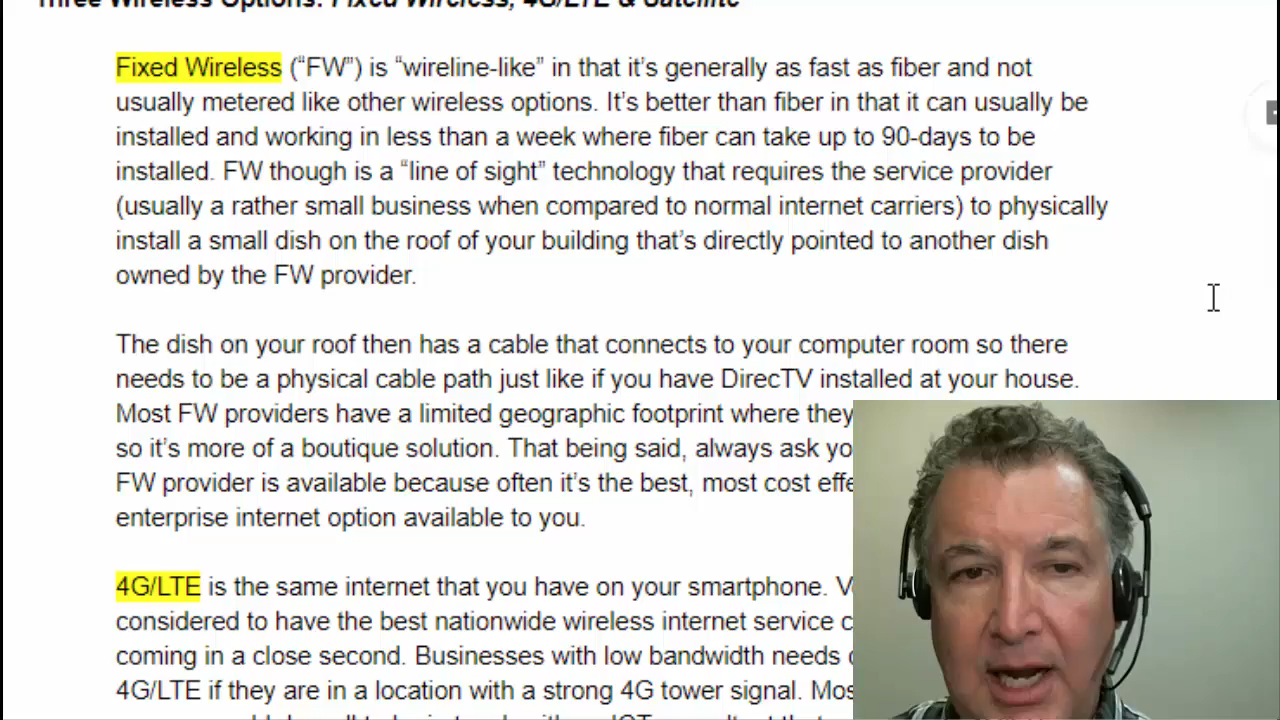 Three Wireless Options: Fixed Wireless, 4G/LTE & Satellite
Fixed Wireless (“FW”) is “wireline-like” in that it’s generally as fast as fiber and not
usually metered like other wireless options. It’s better than fiber in that it can usually be
installed and working in less than a week where fiber can take up to 90-days to be
installed. FW though is a “line of sight” technology that requires the service provider
(usually a rather small business when compared to normal internet carriers) to physically
install a small dish on the roof of your building that’s directly pointed to another dish
owned by the FW provider.
The dish on your roof then has a cable that connects to your computer room so there
needs to be a physical cable path just like if you have DirecTV installed at your house.
Most FW providers have a limited geographic footprint where they
so it’s more of a boutique solution. That being said, always ask
FW provider is available because often it’s the best, most cost
enterprise internet option available to you.
4G/LTE is the same internet that you have on your smartphone.
considered to have the best nationwide wireless internet service
coming in a close second. Businesses with low bandwidth needs
4G/LTE if they are in a location with a strong 4G tower signal.